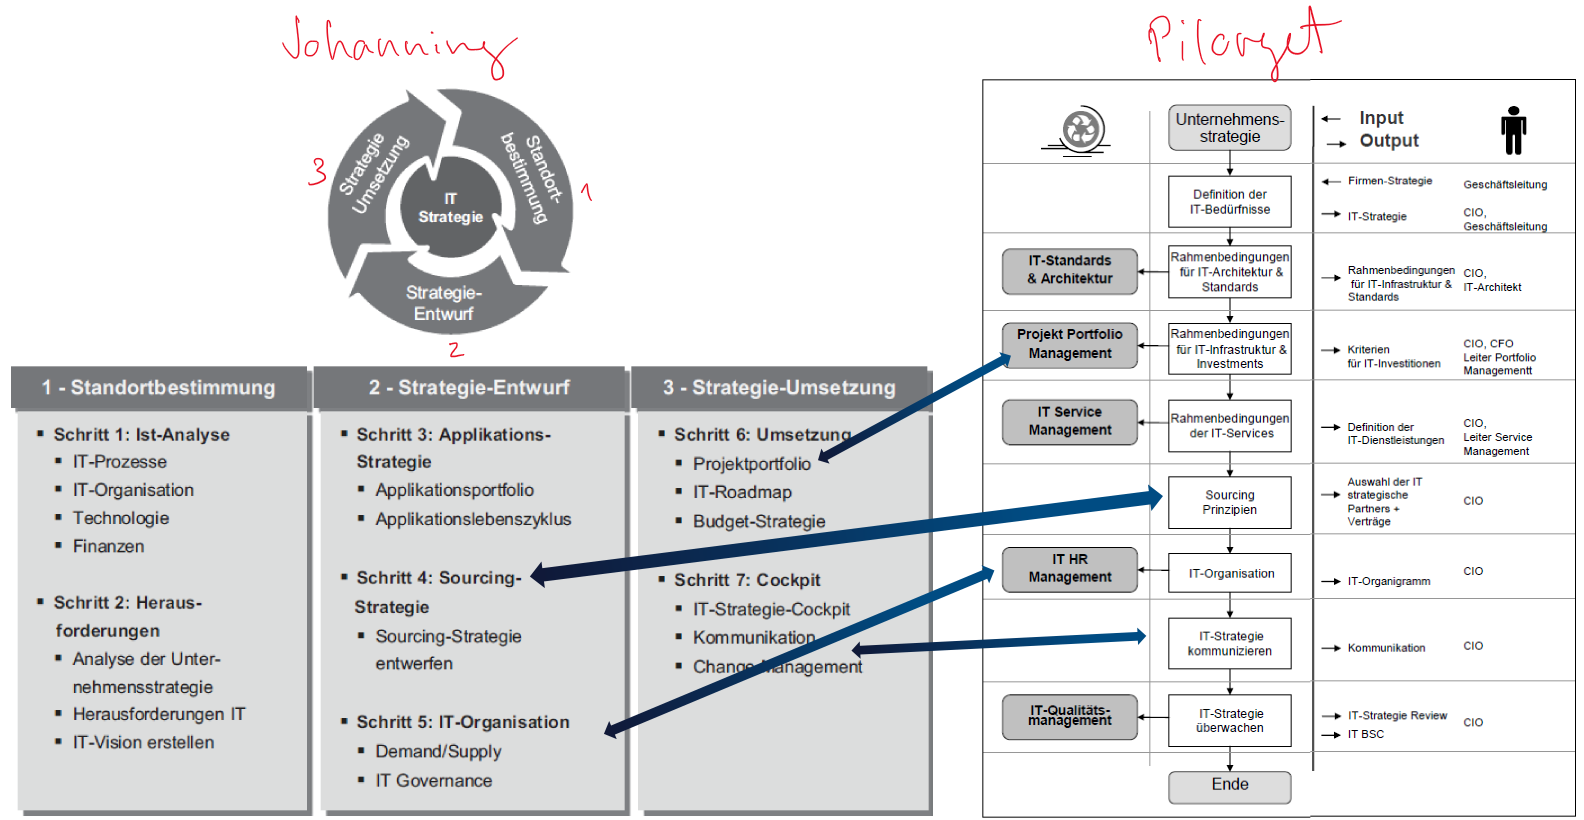 Johanning
Strategie
Umsetzung
Standort-
bestimmung
IT
Strategie
Strategie-
Entwurf
3
1
2
1 - Standortbestimmung
▪ Schritt 1: Ist-Analyse
▪ IT-Prozesse
▪ IT-Organisation
▪ Technologie
▪ Finanzen
▪ Schritt 2: Heraus-
forderungen
▪ Analyse der Unter-
nehmensstrategie
▪ Herausforderungen IT
▪ IT-Vision erstellen
2 - Strategie-Entwurf
▪ Schritt 3: Applikations-
Strategie
▪ Applikationsportfolio
▪ Applikationslebenszyklus
▪ Schritt 4: Sourcing-
Strategie
▪ Sourcing-Strategie
entwerfen
▪ Schritt 5: IT-Organisation
▪ Demand/Supply
▪ IT Governance
3 - Strategie-Umsetzung
▪ Schritt 6: Umsetzung
▪ Projektportfolio
▪ IT-Roadmap
▪ Budget-Strategie
▪ Schritt 7: Cockpit
▪ IT-Strategie-Cockpit
▪ Kommunikation
▪ Change-Management
Pilorget
Unternehmens-
strategie
Input
Output
Definition der
IT-Bedürfnisse
Firmen-Strategie
Geschäftsleitung
IT-Strategie
CIO,
Geschäftsleitung
IT-Standards
& Architektur
Rahmenbedingungen
für IT-Architektur &
Standards
Rahmenbedingungen
für IT-Infrastruktur &
Standards
CIO,
IT-Architekt
Projekt Portfolio
Management
Rahmenbedingungen
für IT-Infrastruktur &
Investments
Kriterien
für IT-Investitionen
CIO, CFO
Leiter Portfolio
Managementt
IT Service
Management
Rahmenbedingungen
der IT-Services
Definition der
IT-Dienstleistungen
CIO,
Leiter Service
Management
Sourcing
Prinzipien
Auswahl der IT
strategische
Partners +
Verträge
CIO
IT HR
Management
IT-Organisation
IT-Organigramm
CIO
IT-Strategie
kommunizieren
Kommunikation
CIO
IT-Qualitäts-
management
IT-Strategie
überwachen
IT-Strategie Review
IT BSC
CIO
Ende